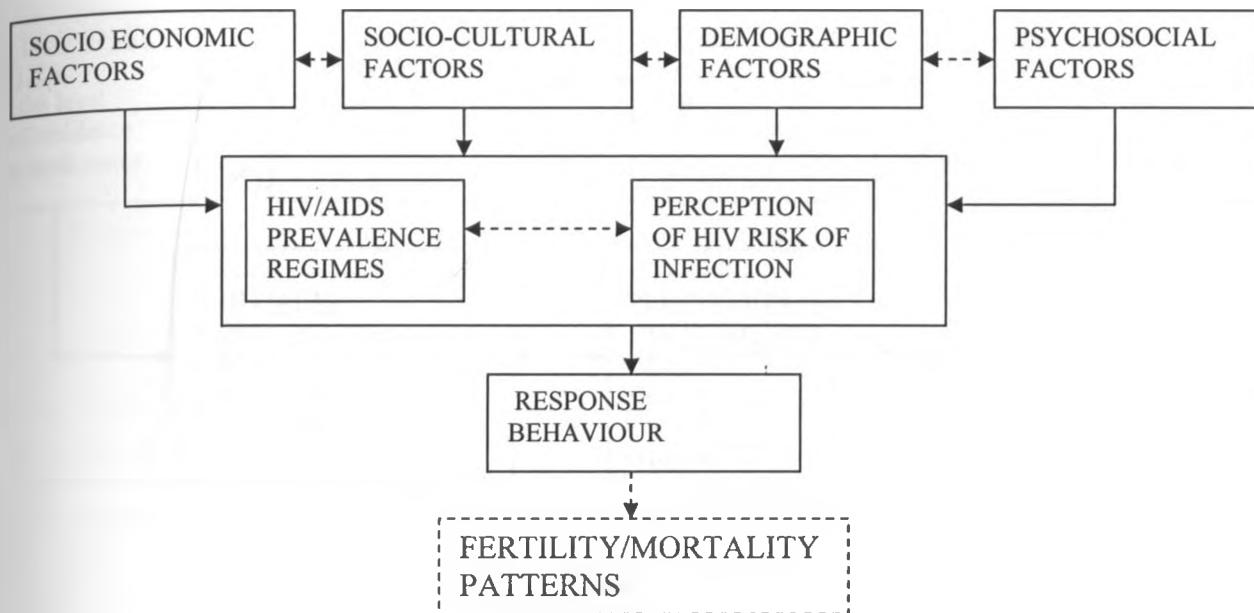 SOCIO ECONOMIC
FACTORS
SOCIO-CULTURAL
FACTORS
DEMOGRAPHIC
FACTORS
PSYCHOSOCIAL
FACTORS
HIV/AIDS
PREVALENCE
REGIMES
PERCEPTION
OF HIV RISK OF
INFECTION
RESPONSE
BEHAVIOUR
FERTILITY/MORTALITY
PATTERNS